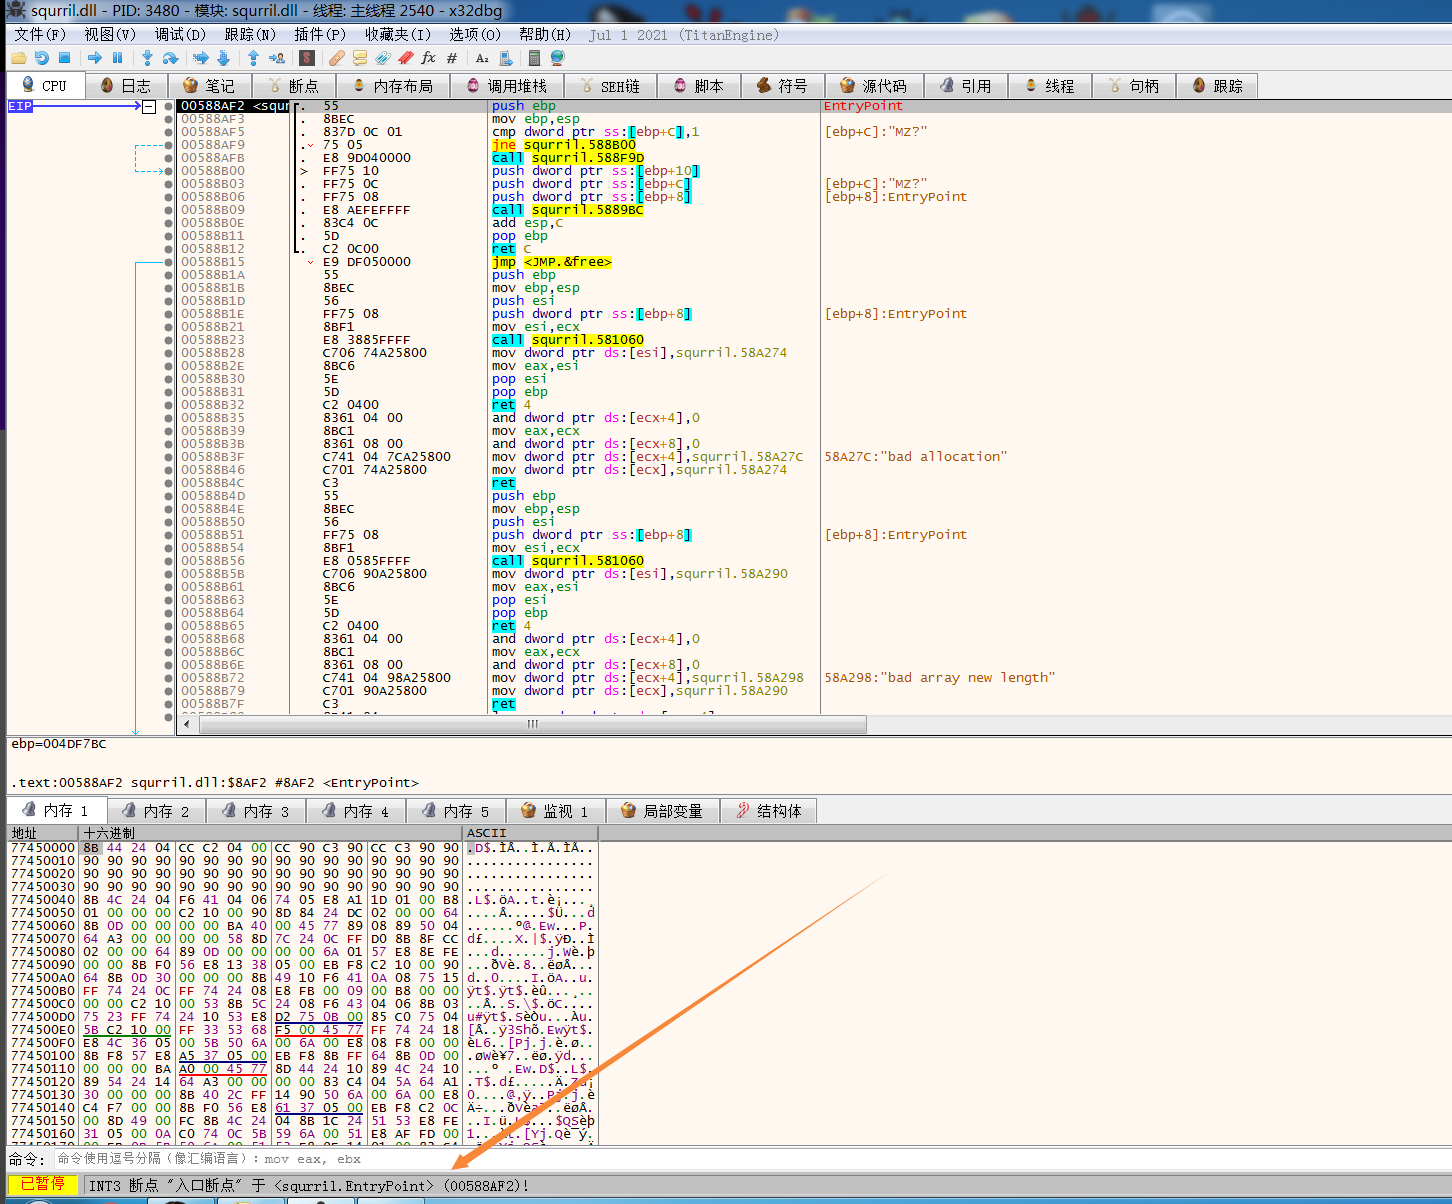 squrril.dll - PID: 3480 - 模块: squrril.dll - 线程: 主线程 2540 - x32dbg
文件(F) 视图(V) 调试(D) 跟踪(N) 插件(P) 收藏夹(I) 选项(O) 帮助(H) Jul 1 2021 (TitanEngine)
CPU 日志 笔记 断点 内存布局 调用堆栈 SEH链 脚本 符号 源代码 引用 线程 句柄 跟踪
EIP 00588AF2 <squr 55 push ebp EntryPoint
00588AF3 8BEC mov ebp,esp
00588AF5 837D 0C 01 cmp dword ptr ss:[ebp+C],1 [ebp+C]:"MZ?"
00588AF9 75 05 jne squrril.588B00
00588AFB E8 9D040000 call squrril.588F9D
00588B00 > FF75 10 push dword ptr ss:[ebp+10]
00588B03 FF75 0C push dword ptr ss:[ebp+C] [ebp+C]:"MZ?"
00588B06 FF75 08 push dword ptr ss:[ebp+8] [ebp+8]:EntryPoint
00588B09 E8 AEFEFFFF call squrril.5889BC
00588B0E 83C4 0C add esp,C
00588B11 5D pop ebp
00588B12 C2 0C00 ret C
00588B15 E9 DF050000 jmp <JMP.&free>
00588B1A 55 push ebp
00588B1B 8BEC mov ebp,esp
00588B1D 56 push esi
00588B1E FF75 08 push dword ptr ss:[ebp+8] [ebp+8]:EntryPoint
00588B21 8BF1 mov esi,ecx
00588B23 E8 3885FFFF call squrril.581060
00588B28 C706 74A25800 mov dword ptr ds:[esi],squrril.58A274
00588B2E 8BC6 mov eax,esi
00588B30 5E pop esi
00588B31 5D pop ebp
00588B32 C2 0400 ret 4
00588B35 8361 04 00 and dword ptr ds:[ecx+4],0
00588B39 8BC1 mov eax,ecx
00588B3B 8361 08 00 and dword ptr ds:[ecx+8],0
00588B3F C741 04 7CA25800 mov dword ptr ds:[ecx+4],squrril.58A27C 58A27C:"bad allocation"
00588B46 C701 74A25800 mov dword ptr ds:[ecx],squrril.58A274
00588B4C C3 ret
00588B4D 55 push ebp
00588B4E 8BEC mov ebp,esp
00588B50 56 push esi
00588B51 FF75 08 push dword ptr ss:[ebp+8] [ebp+8]:EntryPoint
00588B54 8BF1 mov esi,ecx
00588B56 E8 0585FFFF call squrril.581060
00588B5B C706 90A25800 mov dword ptr ds:[esi],squrril.58A290
00588B61 8BC6 mov eax,esi
00588B63 5E pop esi
00588B64 5D pop ebp
00588B65 C2 0400 ret 4
00588B68 8361 04 00 and dword ptr ds:[ecx+4],0
00588B6C 8BC1 mov eax,ecx
00588B6E 8361 08 00 and dword ptr ds:[ecx+8],0
00588B72 C741 04 98A25800 mov dword ptr ds:[ecx+4],squrril.58A298 58A298:"bad array new length"
00588B79 C701 90A25800 mov dword ptr ds:[ecx],squrril.58A290
00588B7F C3 ret
ebp=004DF7BC
.text:00588AF2 squrril.dll:$8AF2 #8AF2 <EntryPoint>
内存 1 内存 2 内存 3 内存 4 内存 5 监视 1 局部变量 结构体
地址 十六进制 ASCII
77450000 8B 44 24 04 CC C2 04 00 CC 90 C3 90 CC C3 90 90 .D$.ÌÂ..Ì.Ã.ÌÃ..
77450010 90 90 90 90 90 90 90 90 90 90 90 90 90 90 90 90 ................
77450020 90 90 90 90 90 90 90 90 90 90 90 90 90 90 90 90 ................
77450030 90 90 90 90 90 90 90 90 90 90 90 90 90 90 90 90 ................
77450040 8B 4C 24 04 F6 41 04 06 74 05 E8 A1 1D 01 00 B8 .L$.öA..t.è¡...¸
77450050 01 00 00 00 C2 10 00 90 8D 84 24 DC 02 00 00 64 ....Â.....$Ü...d
77450060 8B 0D 00 00 00 00 BA 40 00 45 77 89 08 89 50 04 ......º@.Ew...P.
77450070 64 A3 00 00 00 00 58 8D 7C 24 0C FF D0 8B 8F CC d£....X.|$.ÿÐ..Ì
77450080 02 00 00 64 89 0D 00 00 00 00 6A 01 57 E8 8E FE ...d......j.Wè.þ
77450090 00 00 8B F0 56 E8 13 38 05 00 EB F8 C2 10 00 90 ...ðVè.8..ëøÂ...
774500A0 64 8B 0D 30 00 00 00 8B 49 10 F6 41 0A 08 75 15 d..0....I.öA..u.
774500B0 FF 74 24 0C FF 74 24 08 E8 FB 00 09 00 B8 00 00 ÿt$.ÿt$.èû...¸..
774500C0 00 00 C2 10 00 53 8B 5C 24 08 F6 43 04 06 8B 03 ..Â..S.\$.öC....
774500D0 75 23 FF 74 24 10 53 E8 D2 75 0B 00 85 C0 75 04 u#ÿt$.SèÒu...Àu.
774500E0 5B C2 10 00 FF 33 53 68 F5 00 45 77 FF 74 24 18 [Â..ÿ3Shõ.Ewÿt$.
774500F0 E8 4C 36 05 00 5B 50 6A 00 6A 00 E8 08 F8 00 00 èL6..[Pj.j.è.ø..
77450100 8B F8 57 E8 A5 37 05 00 EB F8 8B FF 64 8B 0D 00 .øWè¥7..ëø.ÿd...
77450110 00 00 00 BA A0 00 45 77 8D 44 24 10 89 4C 24 10 ...º .Ew.D$..L$.
77450120 89 54 24 14 64 A3 00 00 00 00 83 C4 04 5A 64 A1 .T$.d£.....Ä.Zd¡
77450130 30 00 00 00 8B 40 2C FF 14 90 50 6A 00 6A 00 E8 0....@,ÿ..Pj.j.è
77450140 C4 F7 00 00 8B F0 56 E8 61 37 05 00 EB F8 C2 0C Ä÷...ðVèa7..ëøÂ.
77450150 00 8D 49 00 FC 8B 4C 24 04 8B 1C 24 51 53 E8 FE ..I.ü.L$...$QSèþ
77450160 31 05 00 0A C0 74 0C 5B 59 6A 00 51 E8 AF FD 00 1...Àt.[Yj.Qè¯ý.
命令: 命令使用逗号分隔（像汇编语言）: mov eax, ebx
已暂停 INT3 断点 "入口断点" 于 <squrril.EntryPoint> (00588AF2)!